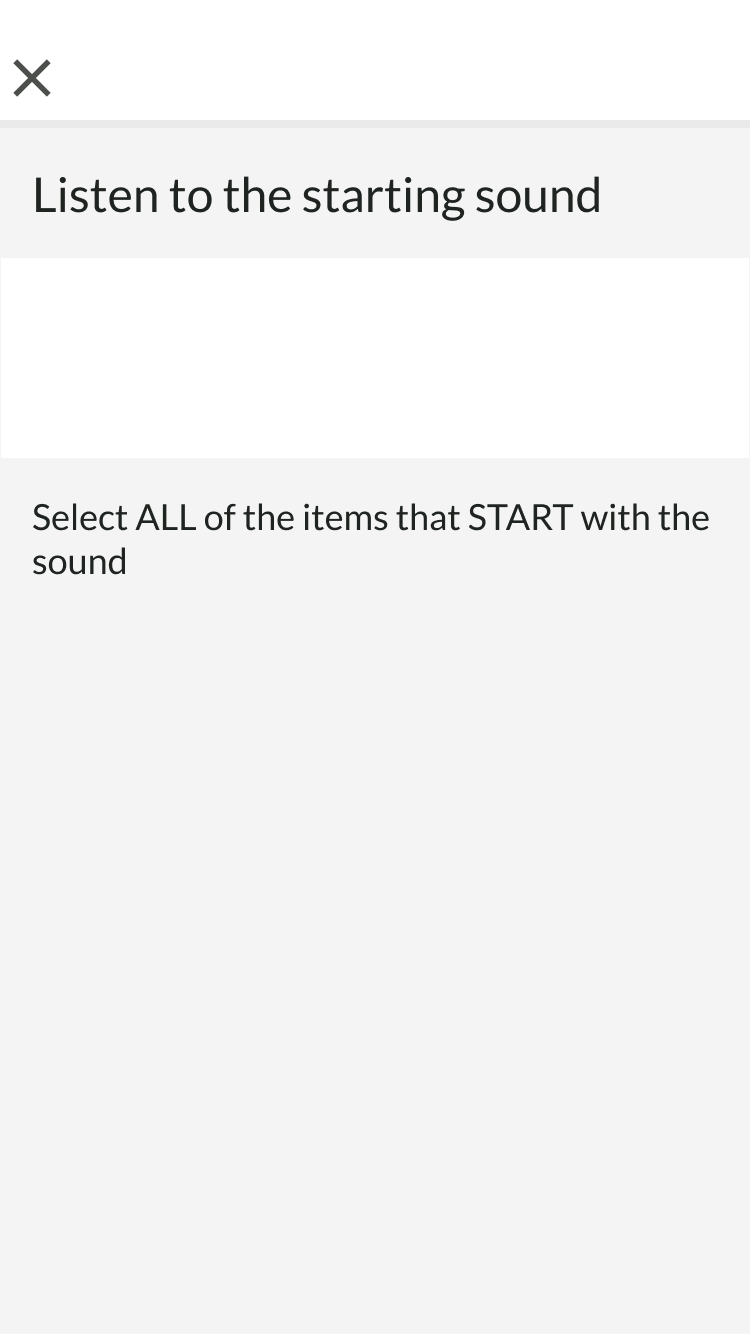 Listen to the starting sound
Select ALL of the items that START with the
sound